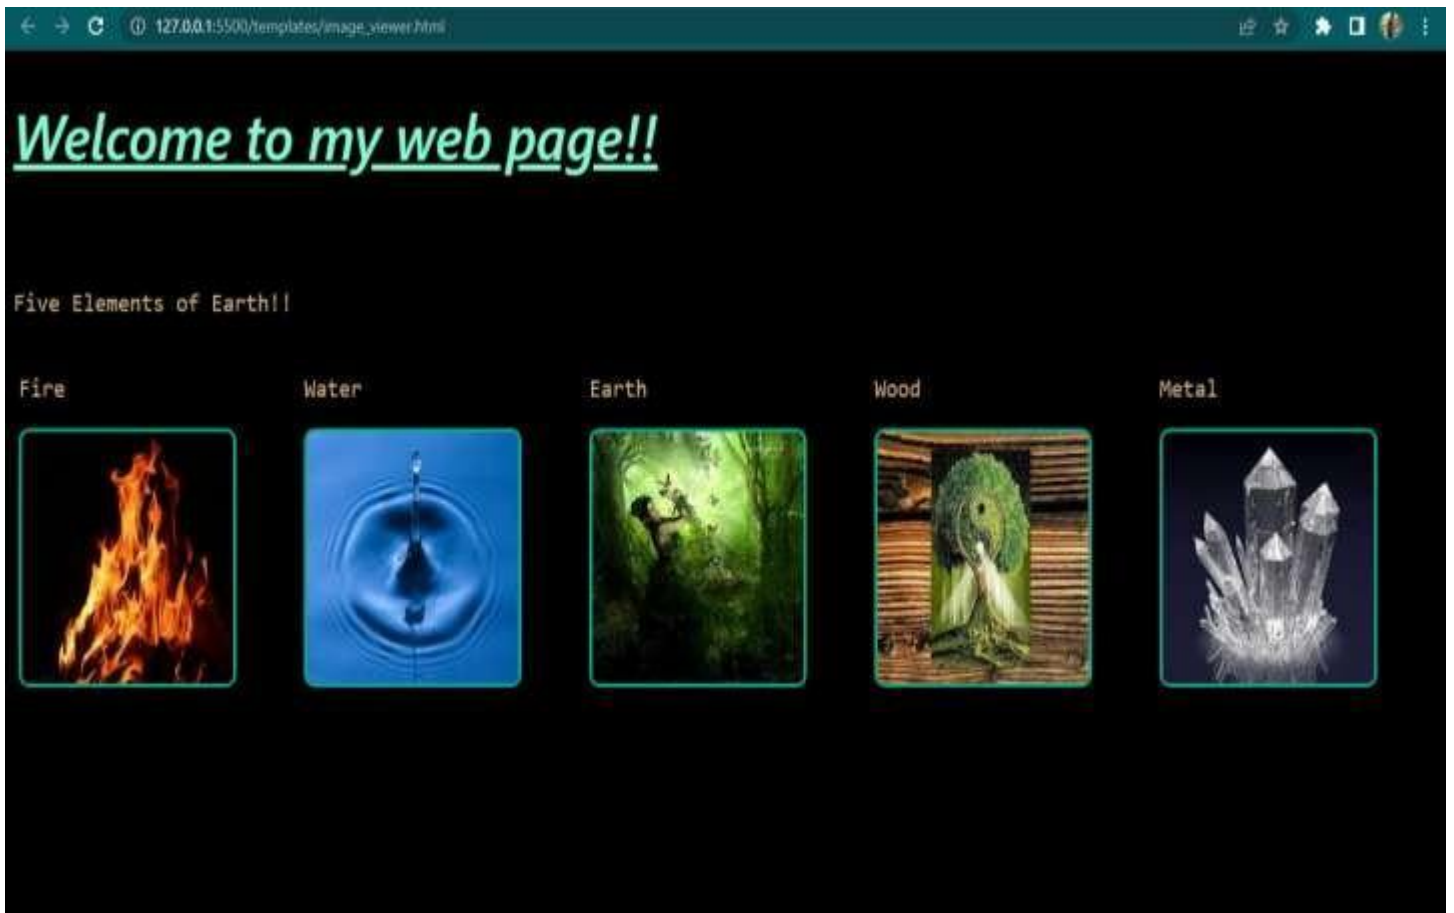 127.0.0.1:5500/templates/image_viewer.html
Welcome to my web page!!
Five Elements of Earth!!
Fire
Water
Earth
Wood
Metal